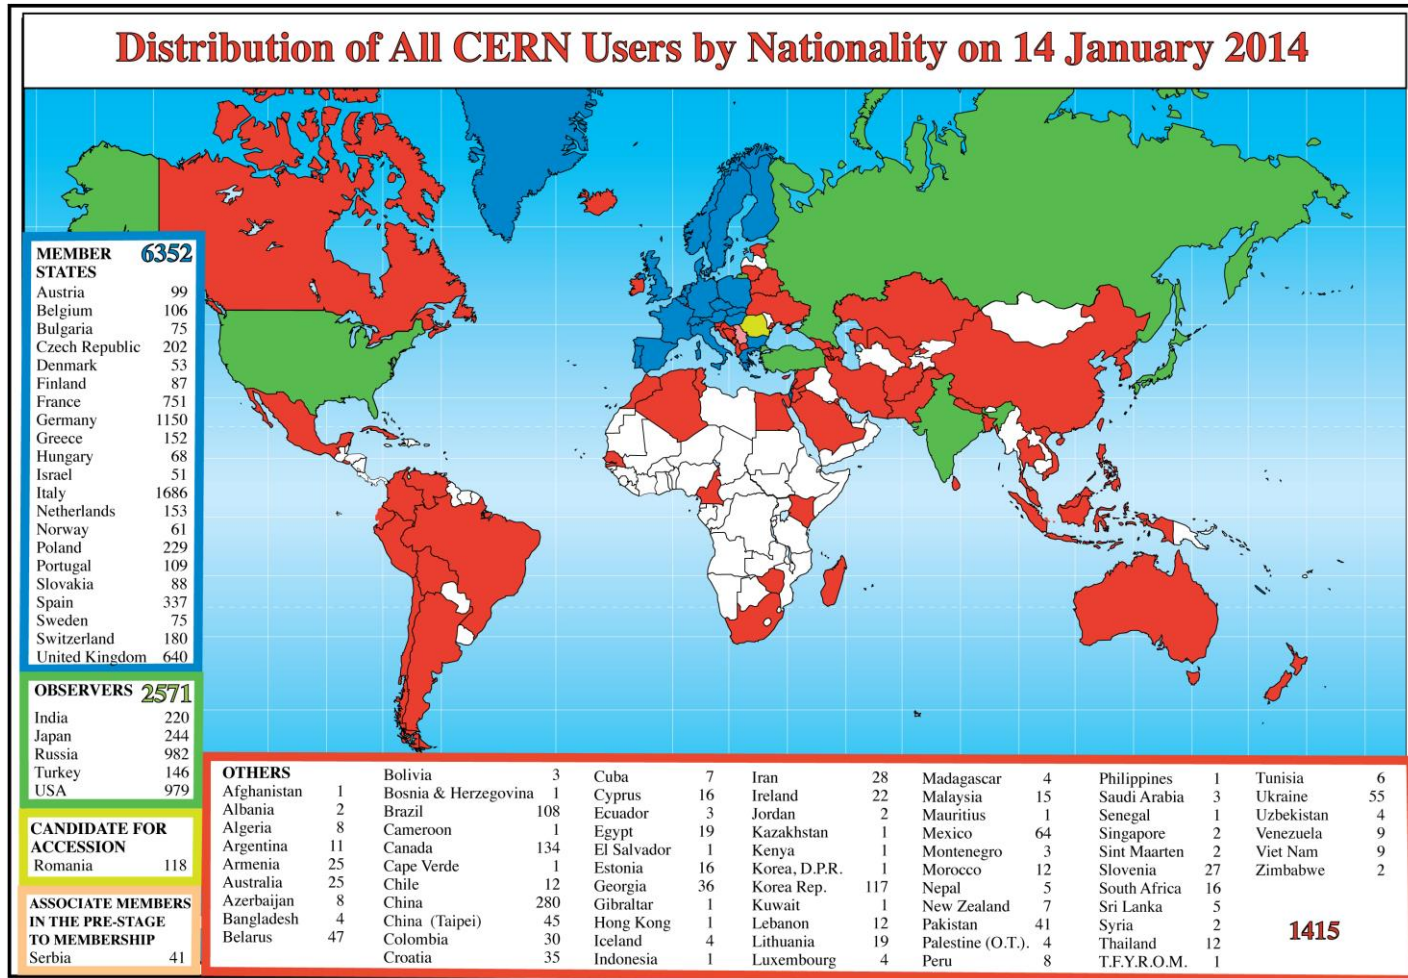 Distribution of All CERN Users by Nationality on 14 January 2014
MEMBER STATES 6352
Austria 99
Belgium 106
Bulgaria 75
Czech Republic 202
Denmark 53
Finland 87
France 751
Germany 1150
Greece 152
Hungary 68
Israel 51
Italy 1686
Netherlands 153
Norway 61
Poland 229
Portugal 109
Slovakia 88
Spain 337
Sweden 75
Switzerland 180
United Kingdom 640
OBSERVERS 2571
India 220
Japan 244
Russia 982
Turkey 146
USA 979
CANDIDATE FOR
ACCESSION
Romania 118
ASSOCIATE MEMBERS
IN THE PRE-STAGE
TO MEMBERSHIP
Serbia 41
OTHERS
Afghanistan 1
Albania 2
Algeria 8
Argentina 11
Armenia 25
Australia 25
Azerbaijan 8
Bangladesh 4
Belarus 47
Bolivia 3
Bosnia & Herzegovina 1
Brazil 108
Cameroon 1
Canada 134
Cape Verde 1
Chile 12
China 280
China (Taipei) 45
Colombia 30
Croatia 35
Cuba 7
Cyprus 16
Ecuador 3
Egypt 19
El Salvador 1
Estonia 16
Georgia 36
Gibraltar 1
Hong Kong 1
Iceland 4
Indonesia 1
Iran 28
Ireland 22
Jordan 2
Kazakhstan 1
Kenya 1
Korea, D.P.R. 1
Korea Rep. 117
Kuwait 1
Lebanon 12
Lithuania 19
Luxembourg 4
Madagascar 4
Malaysia 15
Mauritius 1
Mexico 64
Montenegro 3
Morocco 12
Nepal 5
New Zealand 7
Pakistan 41
Palestine (O.T.). 4
Peru 8
Philippines 1
Saudi Arabia 3
Senegal 1
Singapore 2
Sint Maarten 2
Slovenia 27
South Africa 16
Sri Lanka 5
Syria 2
Thailand 12
T.F.Y.R.O.M. 1
Tunisia 6
Ukraine 55
Uzbekistan 4
Venezuela 9
Viet Nam 9
Zimbabwe 2
1415